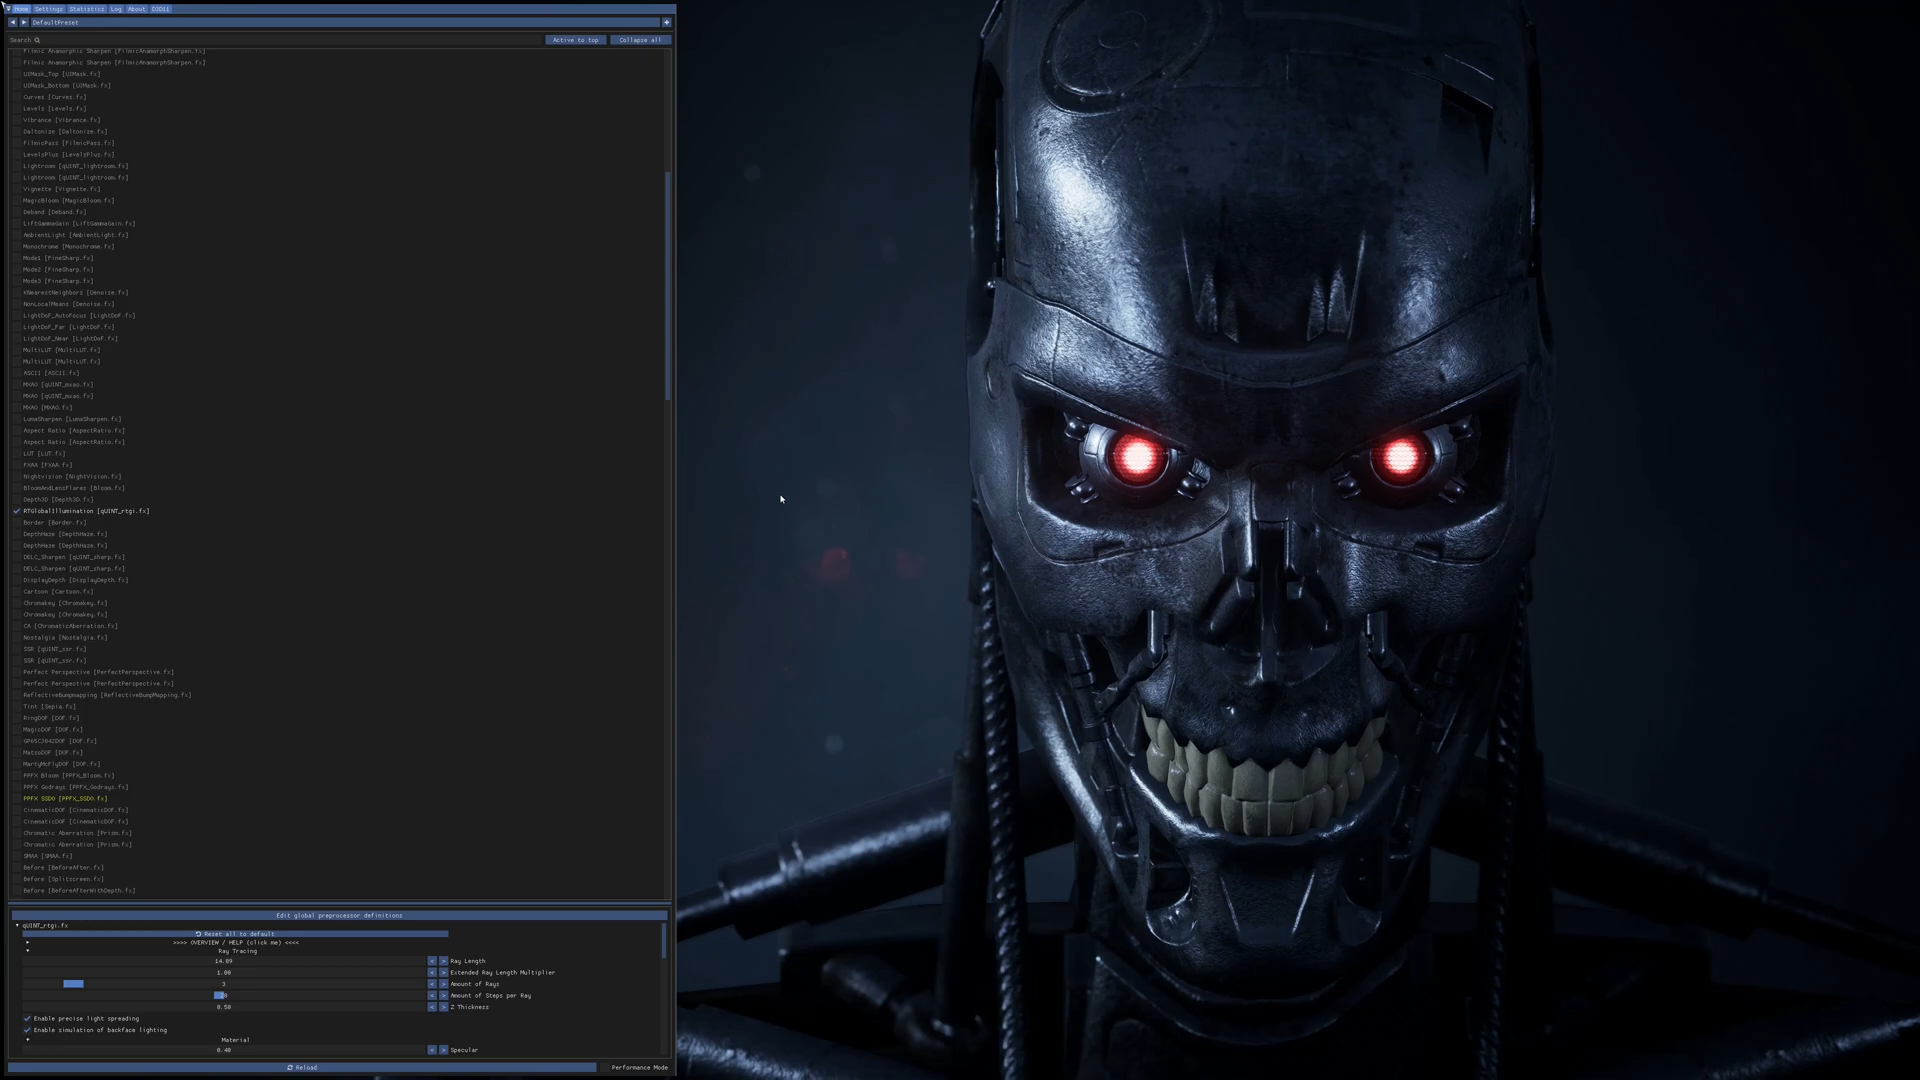 Home Settings Statistics Log About D3D11
DefaultPreset +
Search Active to top Collapse all
Filmic Anamorphic Sharpen [FilmicAnamorphSharpen.fx]
Filmic Anamorphic Sharpen [FilmicAnamorphSharpen.fx]
UIMask_Top [UIMask.fx]
UIMask_Bottom [UIMask.fx]
Curves [Curves.fx]
Levels [Levels.fx]
Vibrance [Vibrance.fx]
Daltonize [Daltonize.fx]
FilmicPass [FilmicPass.fx]
LevelsPlus [LevelsPlus.fx]
Lightroom [qUINT_lightroom.fx]
Lightroom [qUINT_lightroom.fx]
Vignette [Vignette.fx]
MagicBloom [MagicBloom.fx]
Deband [Deband.fx]
LiftGammaGain [LiftGammaGain.fx]
AmbientLight [AmbientLight.fx]
Monochrome [Monochrome.fx]
Mode1 [FineSharp.fx]
Mode2 [FineSharp.fx]
Mode3 [FineSharp.fx]
KNearestNeighbors [Denoise.fx]
NonLocalMeans [Denoise.fx]
LightDoF_AutoFocus [LightDoF.fx]
LightDoF_Far [LightDoF.fx]
LightDoF_Near [LightDoF.fx]
MultiLUT [MultiLUT.fx]
MultiLUT [MultiLUT.fx]
ASCII [ASCII.fx]
MXAO [qUINT_mxao.fx]
MXAO [qUINT_mxao.fx]
MXAO [MXAO.fx]
LumaSharpen [LumaSharpen.fx]
Aspect Ratio [AspectRatio.fx]
Aspect Ratio [AspectRatio.fx]
LUT [LUT.fx]
FXAA [FXAA.fx]
Nightvision [NightVision.fx]
BloomAndLensFlares [Bloom.fx]
Depth3D [Depth3D.fx]
RTGlobalIllumination [qUINT_rtgi.fx]
Border [Border.fx]
DepthHaze [DepthHaze.fx]
DepthHaze [DepthHaze.fx]
DELC_Sharpen [qUINT_sharp.fx]
DELC_Sharpen [qUINT_sharp.fx]
DisplayDepth [DisplayDepth.fx]
Cartoon [Cartoon.fx]
Chromakey [Chromakey.fx]
Chromakey [Chromakey.fx]
CA [ChromaticAberration.fx]
Nostalgia [Nostalgia.fx]
SSR [qUINT_ssr.fx]
SSR [qUINT_ssr.fx]
Perfect Perspective [PerfectPerspective.fx]
Perfect Perspective [PerfectPerspective.fx]
ReflectiveBumpmapping [ReflectiveBumpMapping.fx]
Tint [Sepia.fx]
RingDOF [DOF.fx]
MagicDOF [DOF.fx]
GP65CJ042DOF [DOF.fx]
MatsoDOF [DOF.fx]
MartyMcFlyDOF [DOF.fx]
PPFX Bloom [PPFX_Bloom.fx]
PPFX Godrays [PPFX_Godrays.fx]
PPFX SSDO [PPFX_SSDO.fx]
CinematicDOF [CinematicDOF.fx]
CinematicDOF [CinematicDOF.fx]
Chromatic Aberration [Prism.fx]
Chromatic Aberration [Prism.fx]
SMAA [SMAA.fx]
Before [BeforeAfter.fx]
Before [Splitscreen.fx]
Before [BeforeAfterWithDepth.fx]
Edit global preprocessor definitions
qUINT_rtgi.fx
Reset all to default
>>>> OVERVIEW / HELP (click me) <<<<
Ray Tracing
14.09 < > Ray Length
1.00 < > Extended Ray Length Multiplier
3 < > Amount of Rays
< > Amount of Steps per Ray
0.50 < > Z Thickness
Enable precise light spreading
Enable simulation of backface lighting
Material
0.40 < > Specular
Reload Performance Mode